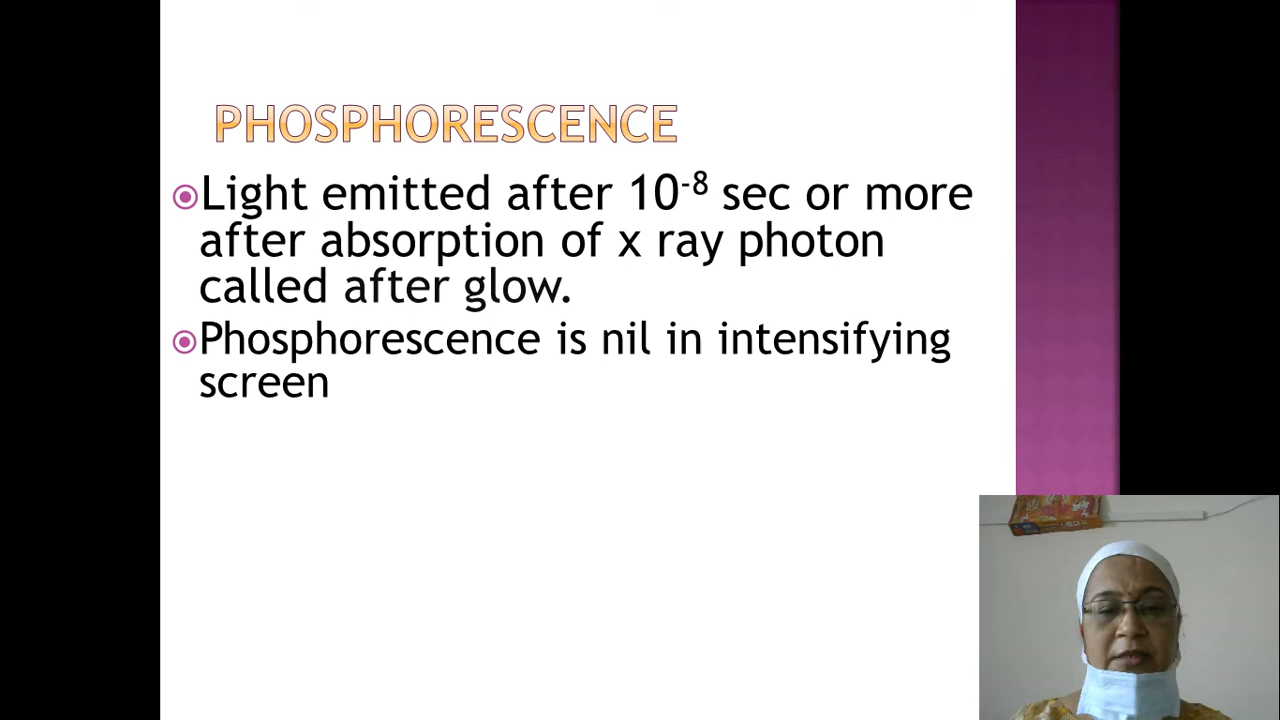 PHOSPHORESCENCE
Light emitted after 10⁻⁸ sec or more
after absorption of x ray photon
called after glow.
Phosphorescence is nil in intensifying
screen